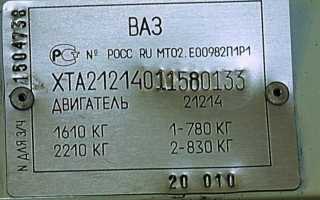 ВАЗ
№ РОСС RU МТ02.Е00982П1Р1
XTA21214011580133
ДВИГАТЕЛЬ 21214
1610 КГ 1-780 КГ
2210 КГ 2-830 КГ
20 010
N ДЛЯ З/Ч 1504738